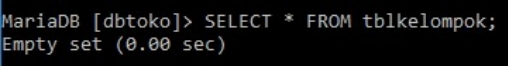 MariaDB [dbtoko]> SELECT * FROM tblkelompok;
Empty set (0.00 sec)